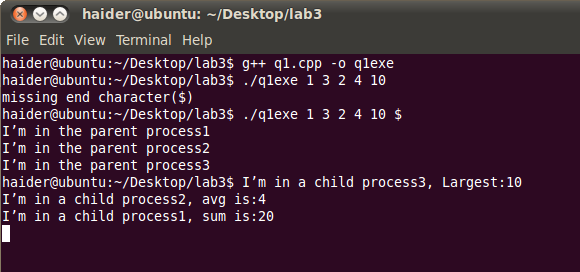 haider@ubuntu: ~/Desktop/lab3
File Edit View Terminal Help
haider@ubuntu:~/Desktop/lab3$ g++ q1.cpp -o q1exe
haider@ubuntu:~/Desktop/lab3$ ./q1exe 1 3 2 4 10
missing end character($)
haider@ubuntu:~/Desktop/lab3$ ./q1exe 1 3 2 4 10 $
I’m in the parent process1
I’m in the parent process2
I’m in the parent process3
haider@ubuntu:~/Desktop/lab3$ I’m in a child process3, Largest:10
I’m in a child process2, avg is:4
I’m in a child process1, sum is:20